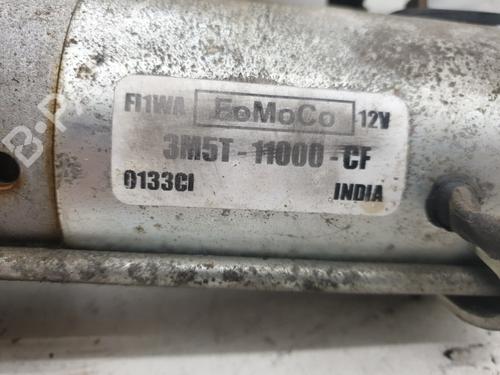 FI1WA FoMoCo 12V
3M5T-11000-CF
0133CI INDIA